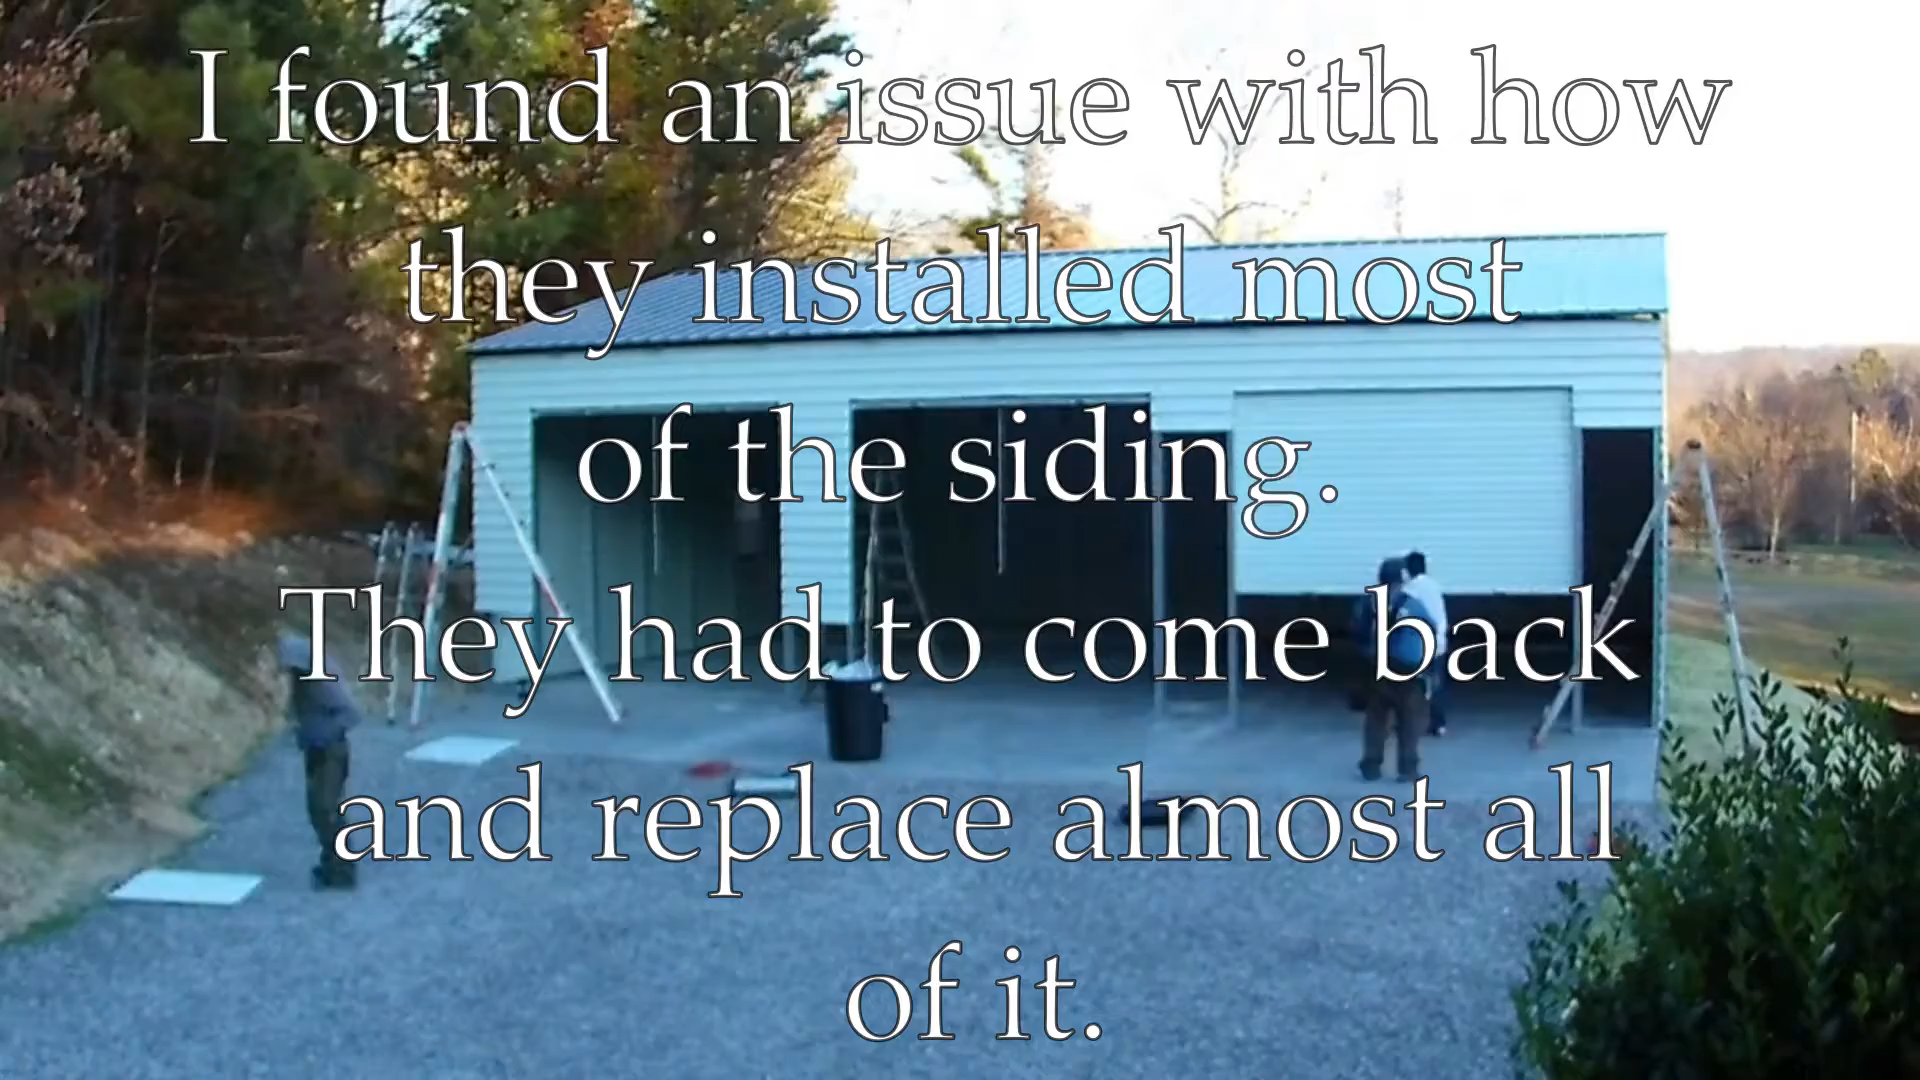 I found an issue with how
they installed most
of the siding.
They had to come back
and replace almost all
of it.